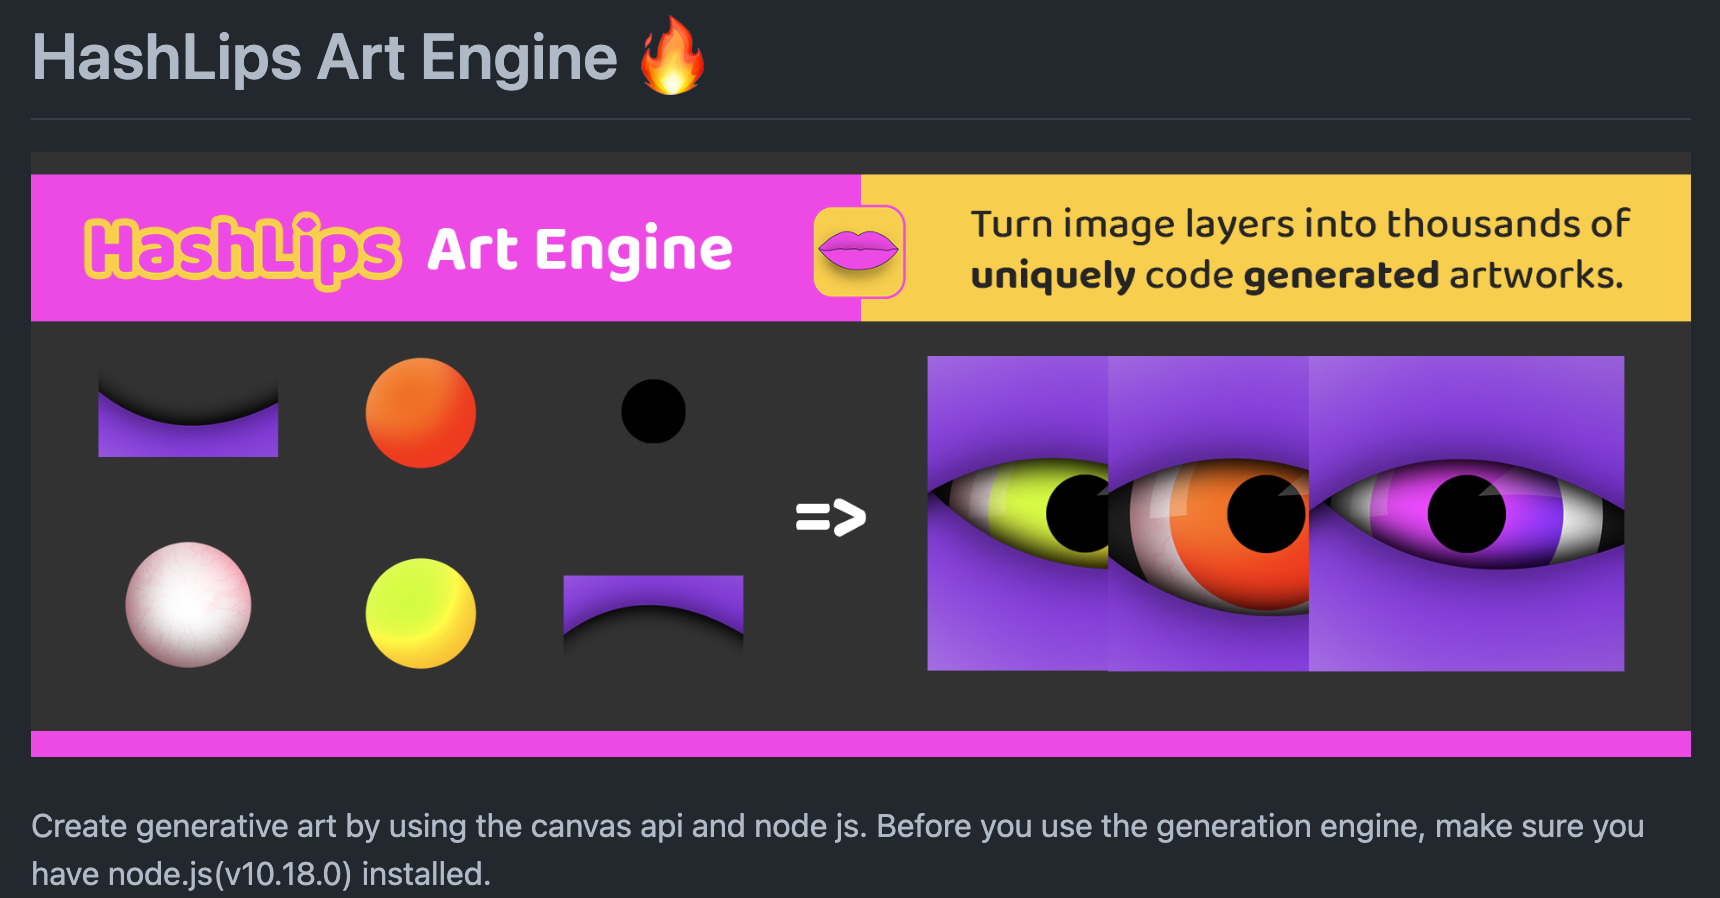 HashLips Art Engine 🔥
HashLips Art Engine
Turn image layers into thousands of
uniquely code generated artworks.
=>
Create generative art by using the canvas api and node js. Before you use the generation engine, make sure you
have node.js(v10.18.0) installed.